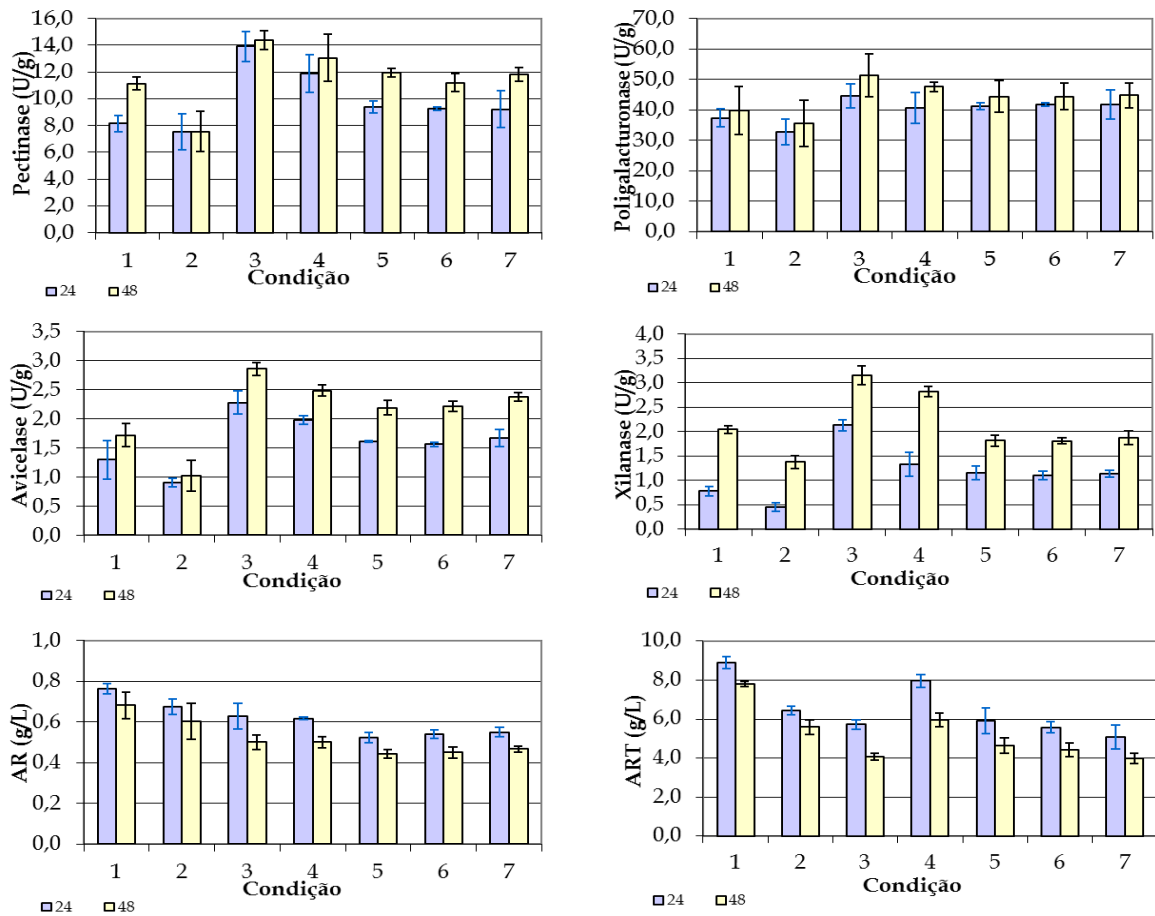 Pectinase (U/g)
16,0
14,0
12,0
10,0
8,0
6,0
4,0
2,0
0,0
1 2 3 4 5 6 7
Condição
24 48
Poligalacturonase (U/g)
70,0
60,0
50,0
40,0
30,0
20,0
10,0
0,0
1 2 3 4 5 6 7
Condição
24 48
Avicelase (U/g)
3,5
3,0
2,5
2,0
1,5
1,0
0,5
0,0
1 2 3 4 5 6 7
Condição
24 48
Xilanase (U/g)
4,0
3,5
3,0
2,5
2,0
1,5
1,0
0,5
0,0
1 2 3 4 5 6 7
Condição
24 48
AR (g/L)
1,0
0,8
0,6
0,4
0,2
0,0
1 2 3 4 5 6 7
Condição
24 48
ART (g/L)
10,0
8,0
6,0
4,0
2,0
0,0
1 2 3 4 5 6 7
Condição
24 48